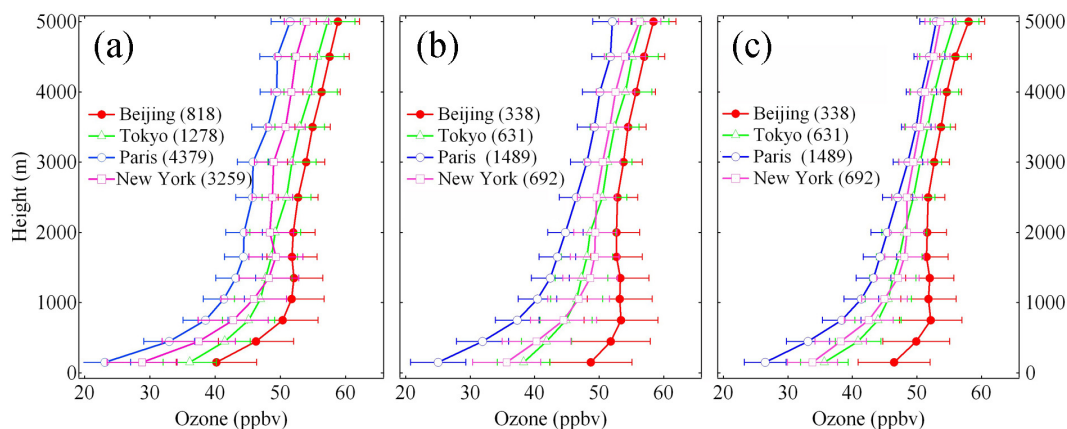 5000
4000
3000
2000
1000
0
Height (m)
(a)
Beijing (818)
Tokyo (1278)
Paris (4379)
New York (3259)
20 30 40 50 60
Ozone (ppbv)
(b)
Beijing (338)
Tokyo (631)
Paris (1489)
New York (692)
20 30 40 50 60
Ozone (ppbv)
(c)
Beijing (338)
Tokyo (631)
Paris (1489)
New York (692)
20 30 40 50 60
Ozone (ppbv)
5000
4000
3000
2000
1000
0